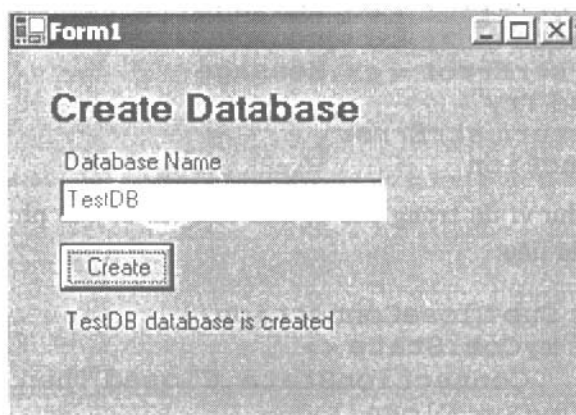 Form1
Create Database
Database Name
TestDB
Create
TestDB database is created